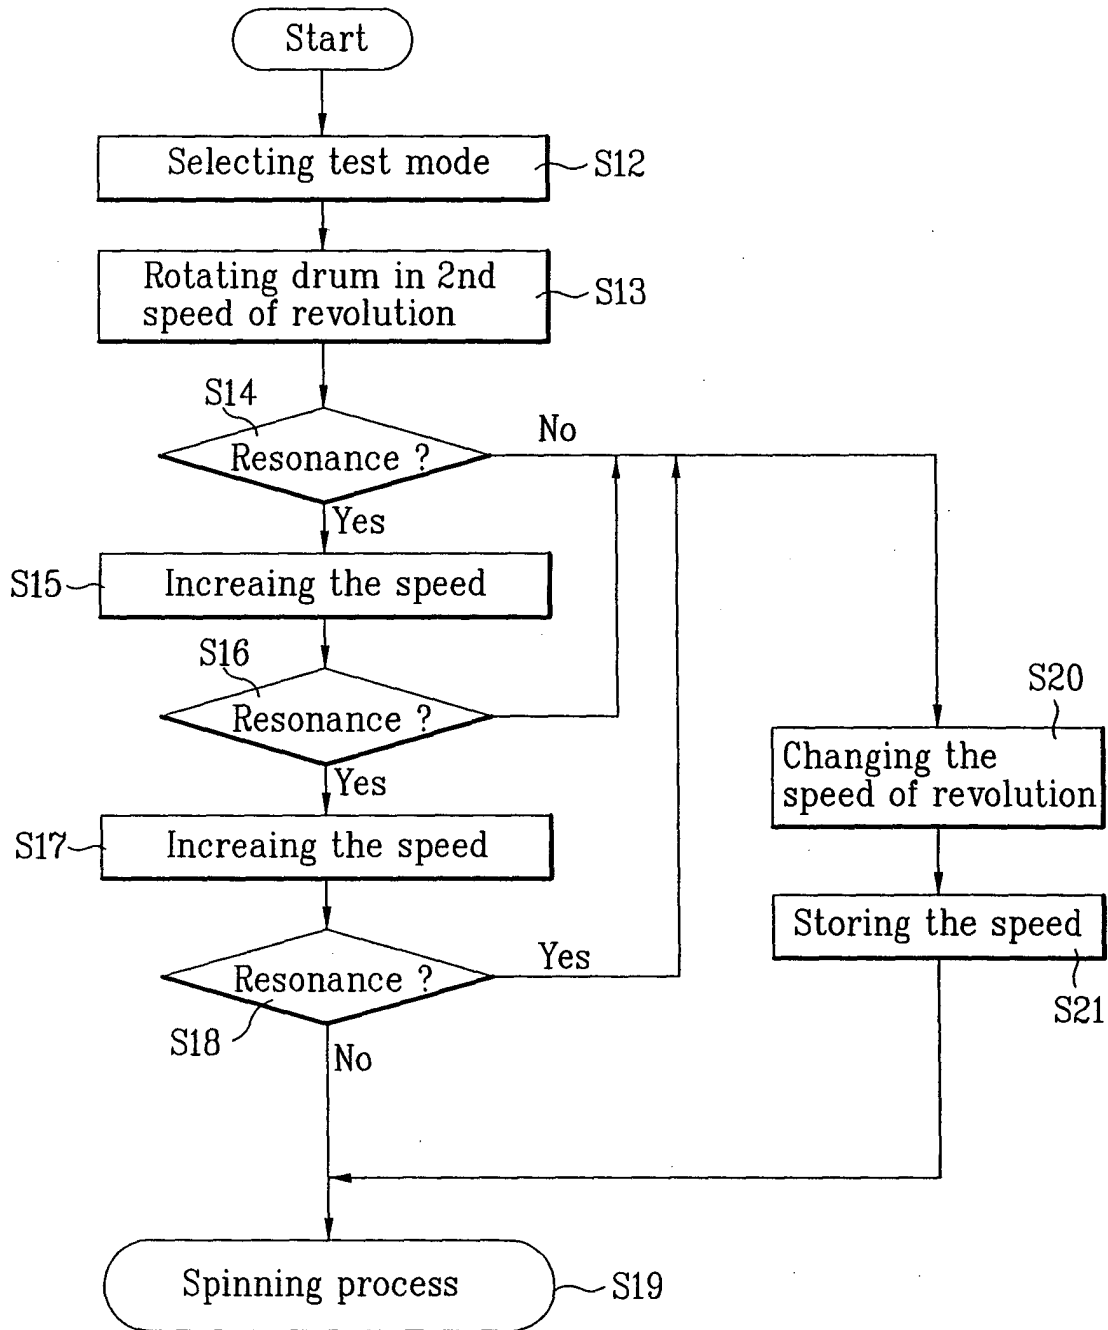 Start
Selecting test mode
S12
Rotating drum in 2nd
speed of revolution
S13
S14
Resonance ?
No
Yes
S15
Increaing the speed
S16
Resonance ?
Yes
S17
Increaing the speed
Resonance ?
Yes
S18
No
S20
Changing the
speed of revolution
Storing the speed
S21
Spinning process
S19